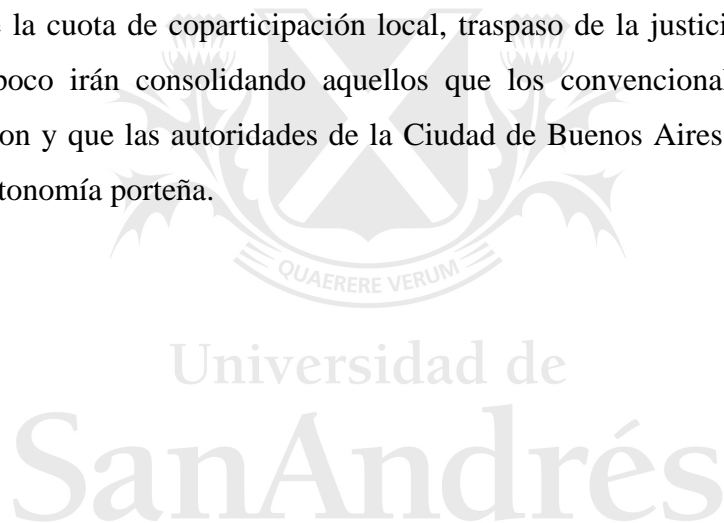 la cuota de coparticipación local, traspaso de la justici
poco irán consolidando aquellos que los convencional
on y que las autoridades de la Ciudad de Buenos Aires
tonomía porteña.
QUAERERE VERUM
Universidad de
SanAndrés